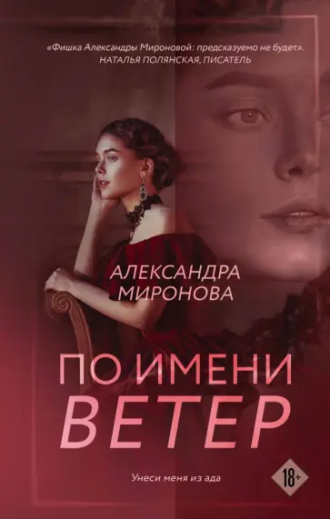 «Фишка Александры Мироновой: предсказуемо не будет».
НАТАЛЬЯ ПОЛЯНСКАЯ, ПИСАТЕЛЬ
АЛЕКСАНДРА
МИРОНОВА
ПО ИМЕНИ
ВЕТЕР
Унеси меня из ада
18+